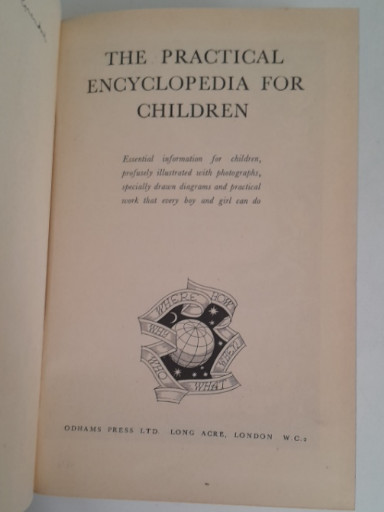 THE PRACTICAL
ENCYCLOPEDIA FOR
CHILDREN
Essential information for children,
profusely illustrated with photographs,
specially drawn diagrams and practical
work that every boy and girl can do
WHERE
HOW
WHY
WHEN
WHO
WHAT
ODHAMS PRESS LTD. LONG ACRE, LONDON W.C.2